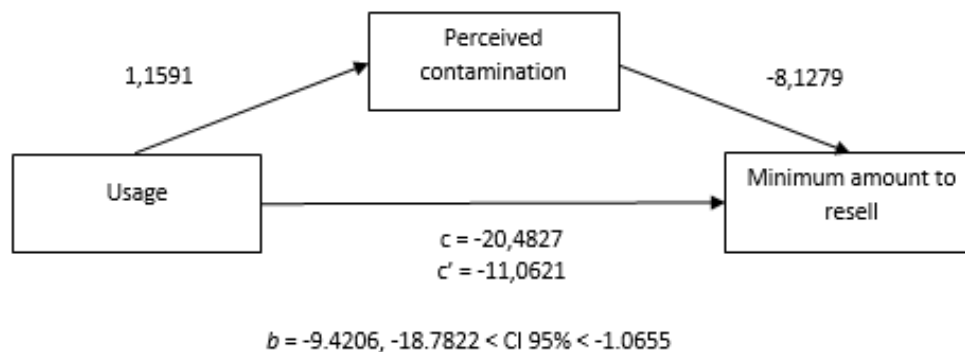 Perceived
contamination
1,1591
-8,1279
Usage
Minimum amount to
resell
c = -20,4827
c' = -11,0621
b = -9.4206, -18.7822 < CI 95% < -1.0655